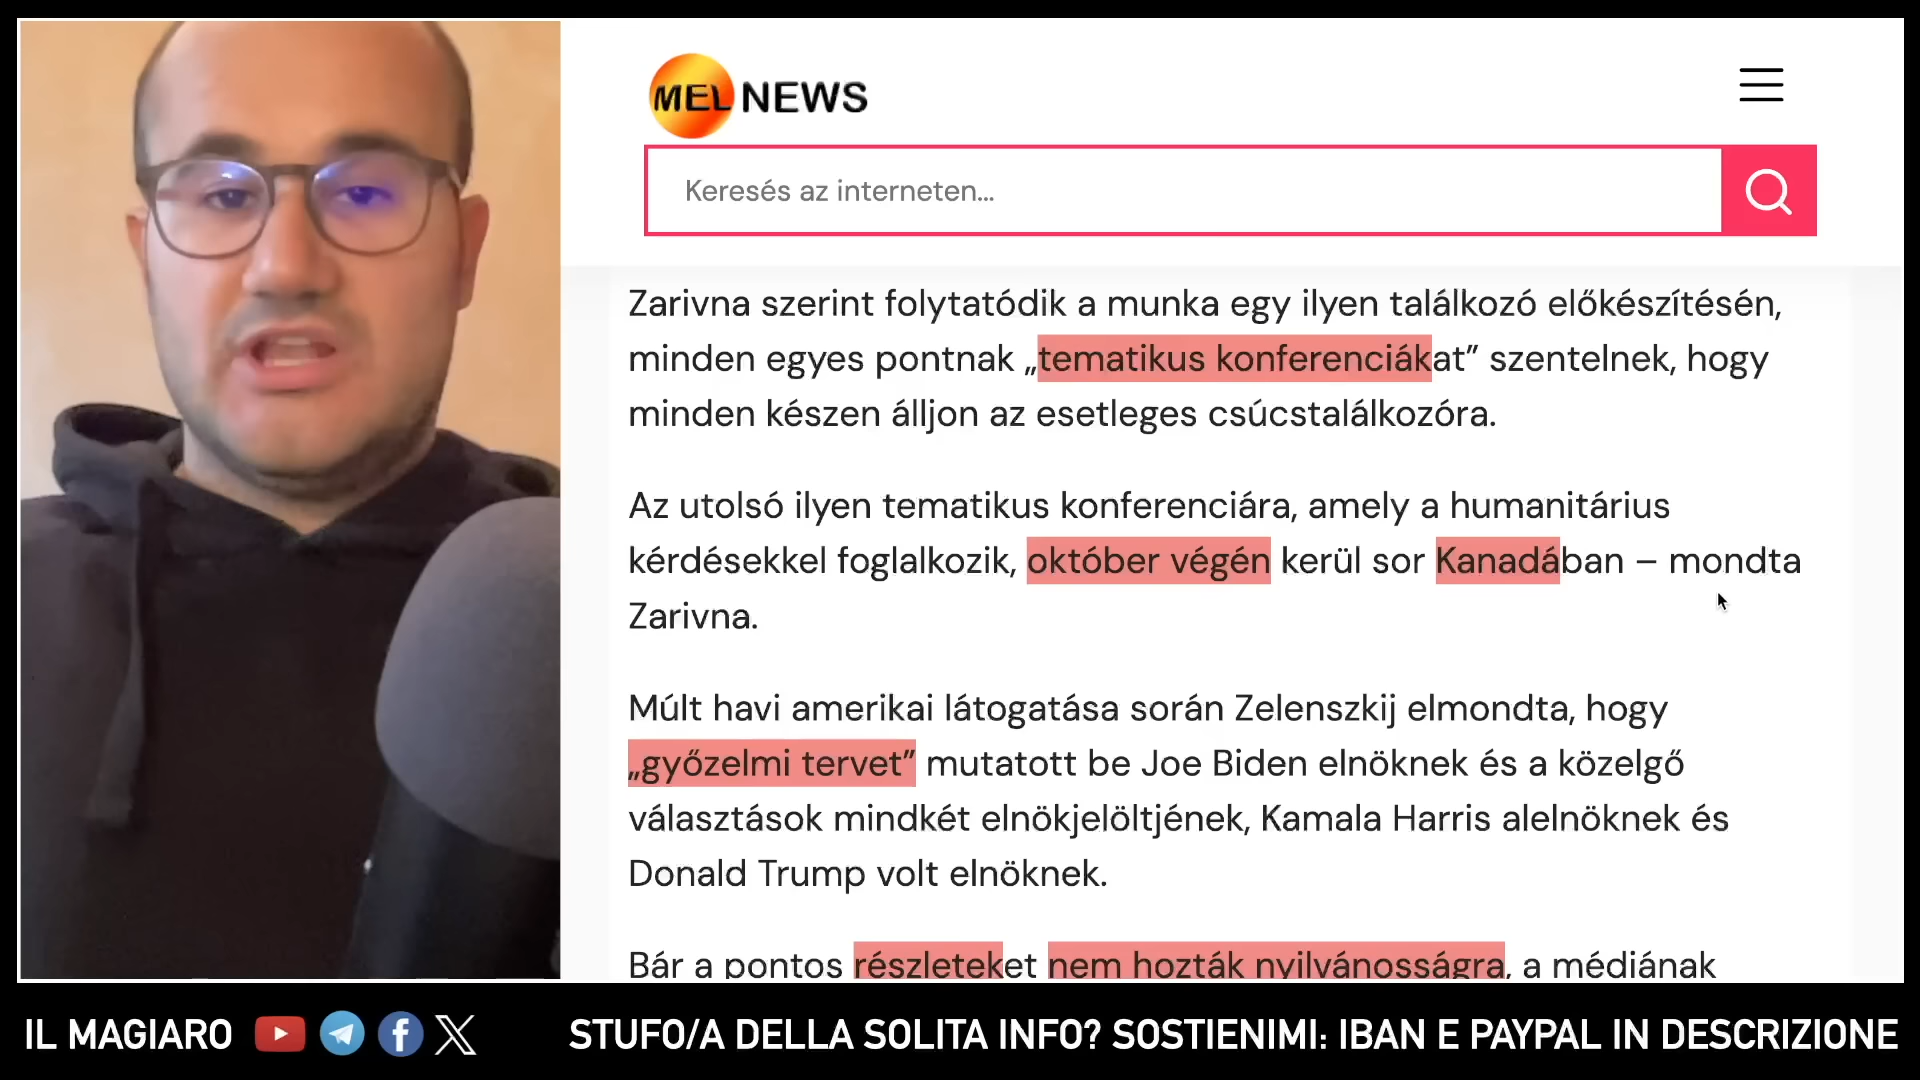 MEL NEWS
Keresés az interneten...
Zarivna szerint folytatódik a munka egy ilyen találkozó előkészítésén,
minden egyes pontnak „tematikus konferenciákat” szentelnek, hogy
minden készen álljon az esetleges csúcstalálkozóra.
Az utolsó ilyen tematikus konferenciára, amely a humanitárius
kérdésekkel foglalkozik, október végén kerül sor Kanadában – mondta
Zarivna.
Múlt havi amerikai látogatása során Zelenszkij elmondta, hogy
„győzelmi tervet” mutatott be Joe Biden elnöknek és a közelgő
választások mindkét elnökjelöltjének, Kamala Harris alelnöknek és
Donald Trump volt elnöknek.
Bár a pontos részleteket nem hozták nyilvánosságra, a médiának
IL MAGIARO
STUFO/A DELLA SOLITA INFO? SOSTIENIMI: IBAN E PAYPAL IN DESCRIZIONE